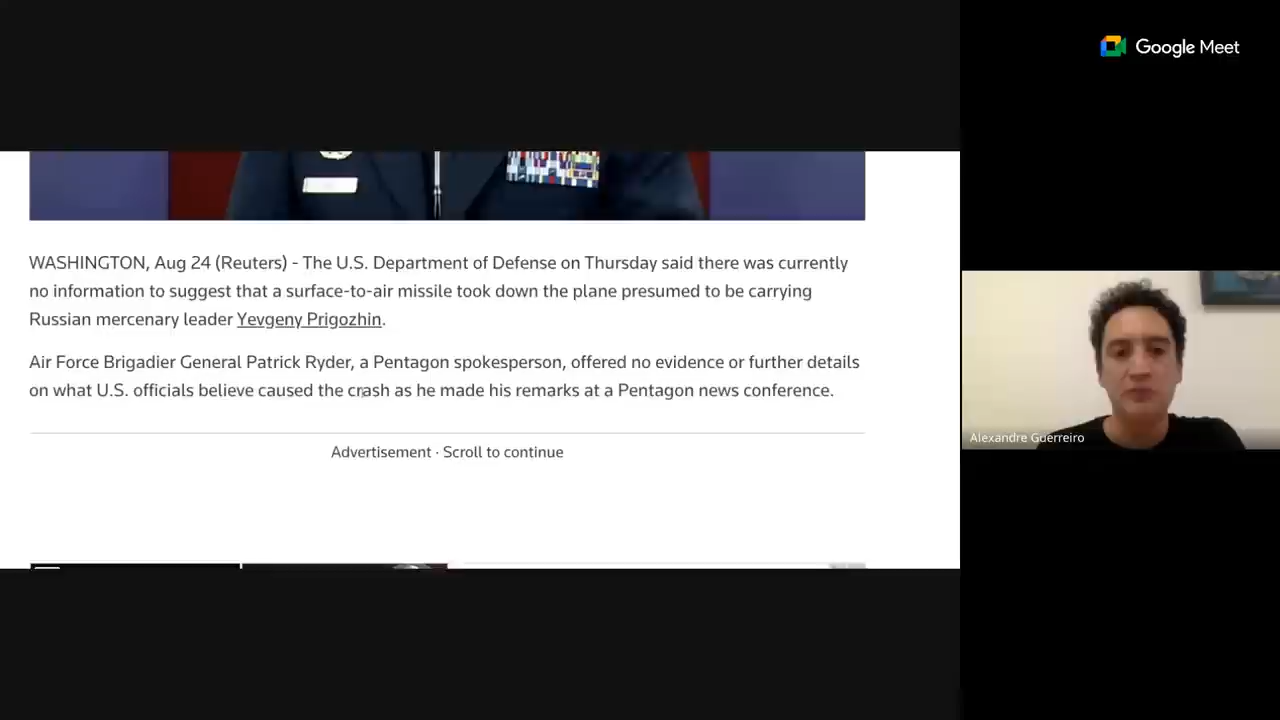 Google Meet
WASHINGTON, Aug 24 (Reuters) - The U.S. Department of Defense on Thursday said there was currently
no information to suggest that a surface-to-air missile took down the plane presumed to be carrying
Russian mercenary leader Yevgeny Prigozhin.
Air Force Brigadier General Patrick Ryder, a Pentagon spokesperson, offered no evidence or further details
on what U.S. officials believe caused the crash as he made his remarks at a Pentagon news conference.
Advertisement · Scroll to continue
Alexandre Guerreiro